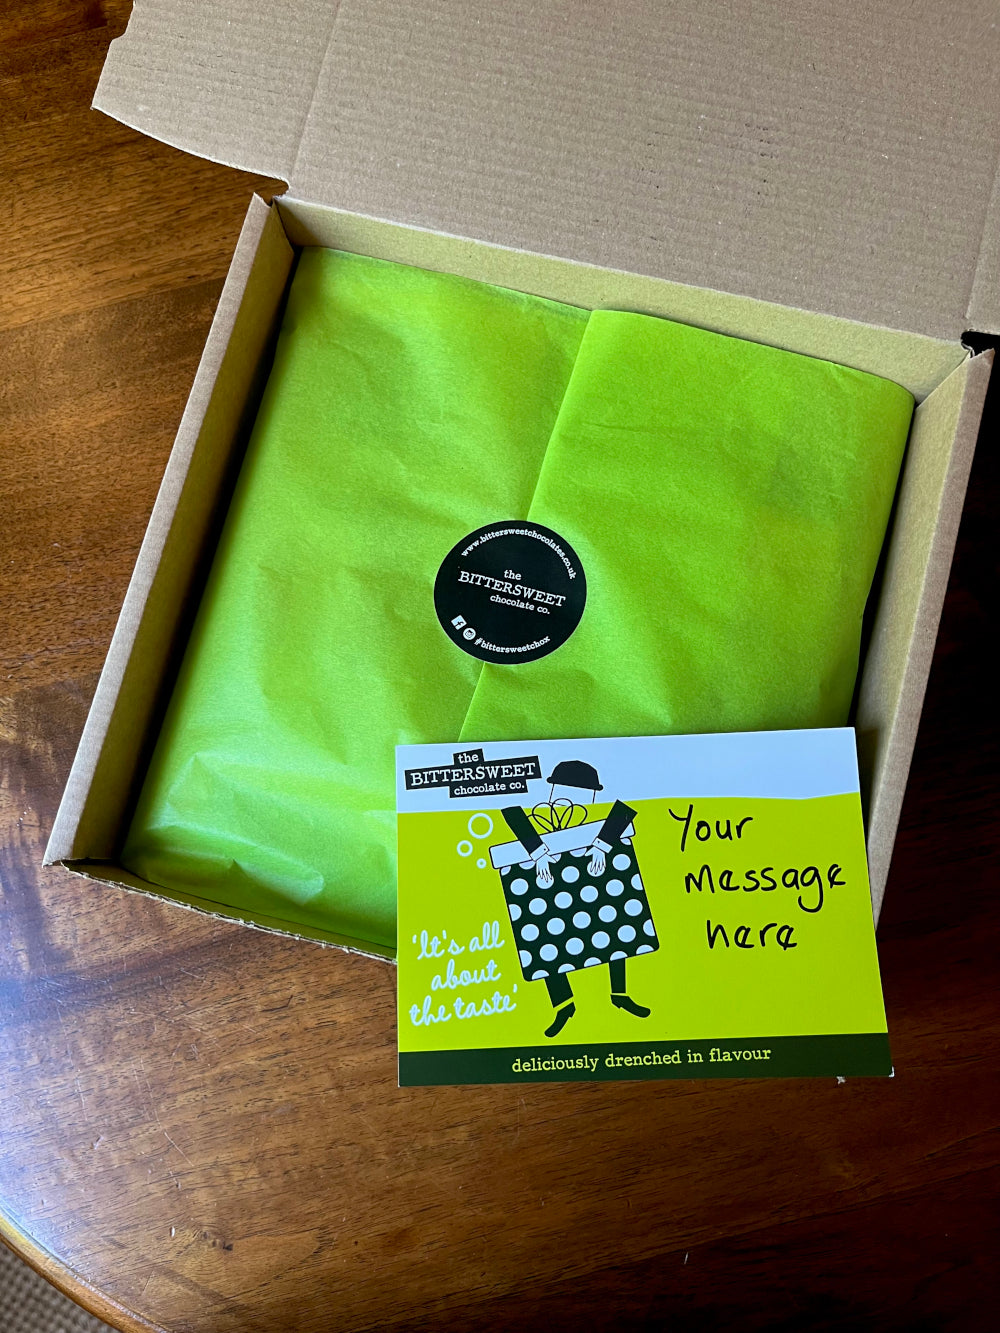 www.bittersweetchocolates.co.uk
the
BITTERSWEET
chocolate co.
#bittersweetchox
the
BITTERSWEET
chocolate co.
Your
message
here
'It's all
about
the taste'
deliciously drenched in flavour